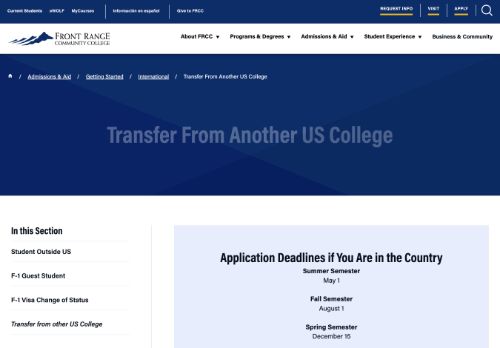 Current Students eWOLF MyCourses Información en español Give to FRCC REQUEST INFO VISIT APPLY
FRONT RANGE
COMMUNITY COLLEGE
About FRCC Programs & Degrees Admissions & Aid Student Experience Business & Community
/ Admissions & Aid / Getting Started / International / Transfer From Another US College
Transfer From Another US College
In this Section
Student Outside US
F-1 Guest Student
F-1 Visa Change of Status
Transfer from other US College
Application Deadlines if You Are in the Country
Summer Semester
May 1
Fall Semester
August 1
Spring Semester
December 15